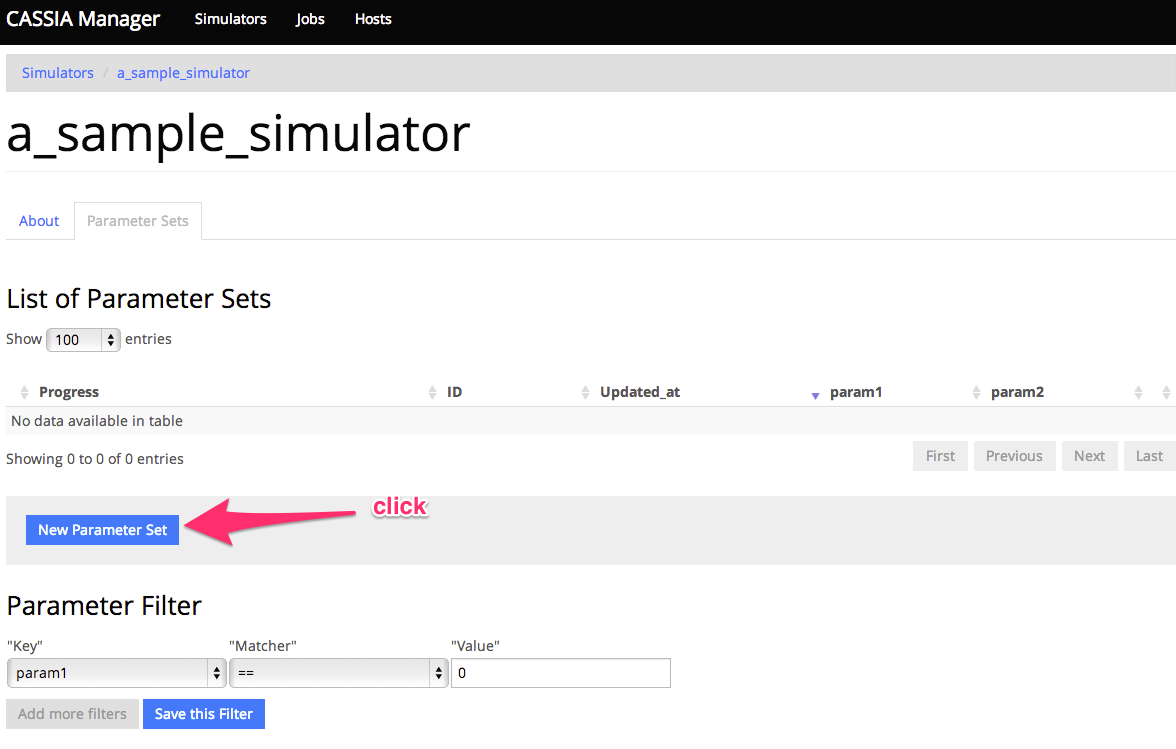 CASSIA Manager Simulators Jobs Hosts
Simulators / a_sample_simulator
a_sample_simulator
About Parameter Sets
List of Parameter Sets
Show 100 entries
Progress ID Updated_at param1 param2
No data available in table
Showing 0 to 0 of 0 entries First Previous Next Last
click
New Parameter Set
Parameter Filter
"Key" "Matcher" "Value"
param1 == 0
Add more filters Save this Filter